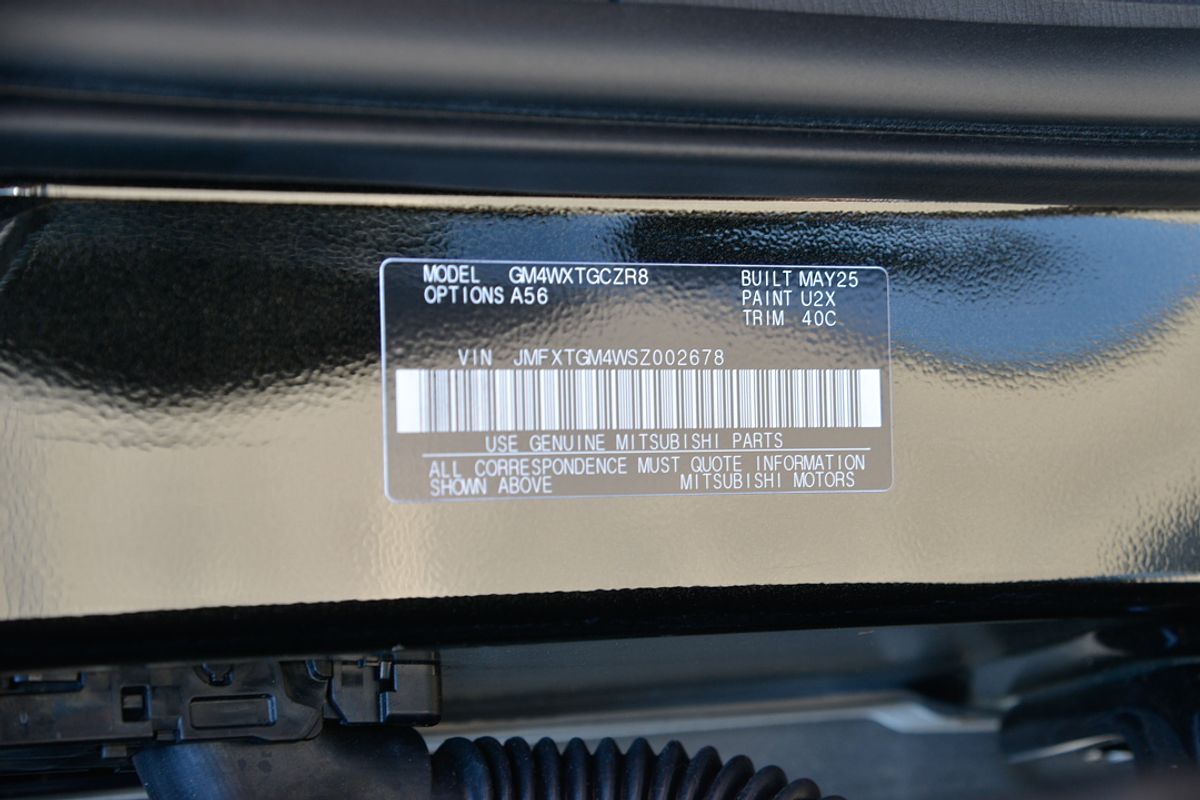 MODEL GM4WXTGCZR8 BUILT MAY25
OPTIONS A56 PAINT U2X
TRIM 40C
VIN JMFXTGM4WSZ002678
USE GENUINE MITSUBISHI PARTS
ALL CORRESPONDENCE MUST QUOTE INFORMATION
SHOWN ABOVE MITSUBISHI MOTORS